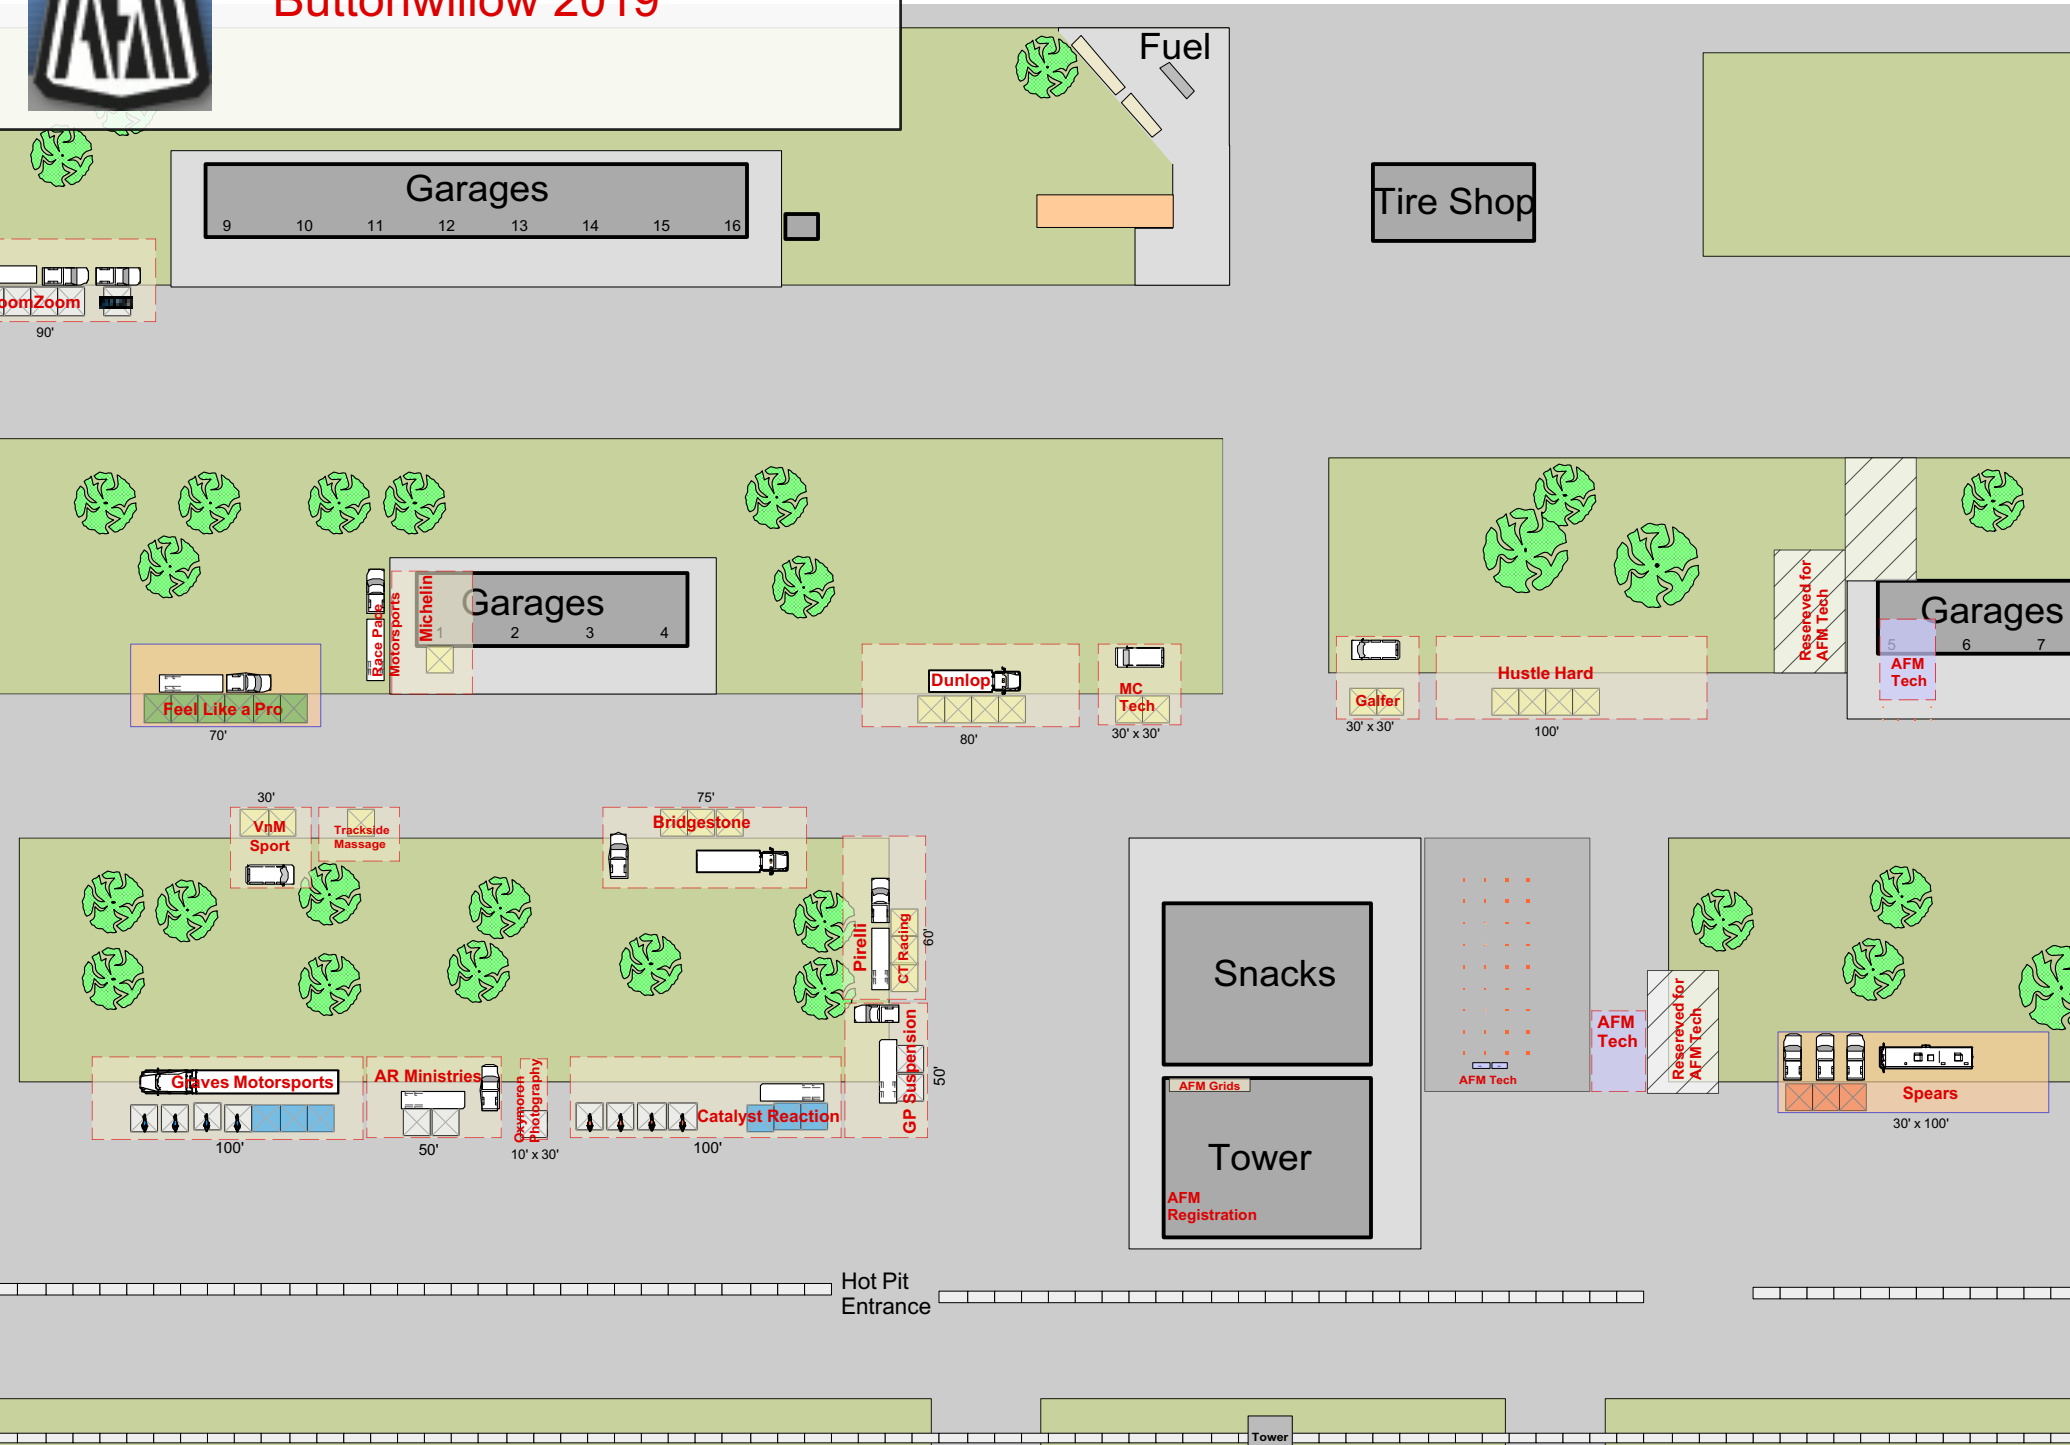 Buttonwillow 2019
AFM
Fuel
Garages
9 10 11 12 13 14 15 16
Tire Shop
oomZoom
90'
Garages
1 2 3 4
Michelin
Race Pace
Motorsports
Feel Like a Pro
70'
Dunlop
80'
MC
Tech
30' x 30'
Galfer
30' x 30'
Hustle Hard
100'
Resereved for
AFM Tech
Garages
5 6 7
AFM
Tech
30'
VnM
Sport
Trackside
Massage
75'
Bridgestone
Pirelli
CT Racing
60'
GP Suspension
50'
Graves Motorsports
100'
AR Ministries
50'
Oxymoron
Photography
10' x 30'
Catalyst Reaction
100'
Snacks
AFM Grids
Tower
AFM
Registration
AFM Tech
AFM
Tech
Resereved for
AFM Tech
Spears
30' x 100'
Hot Pit
Entrance
Tower